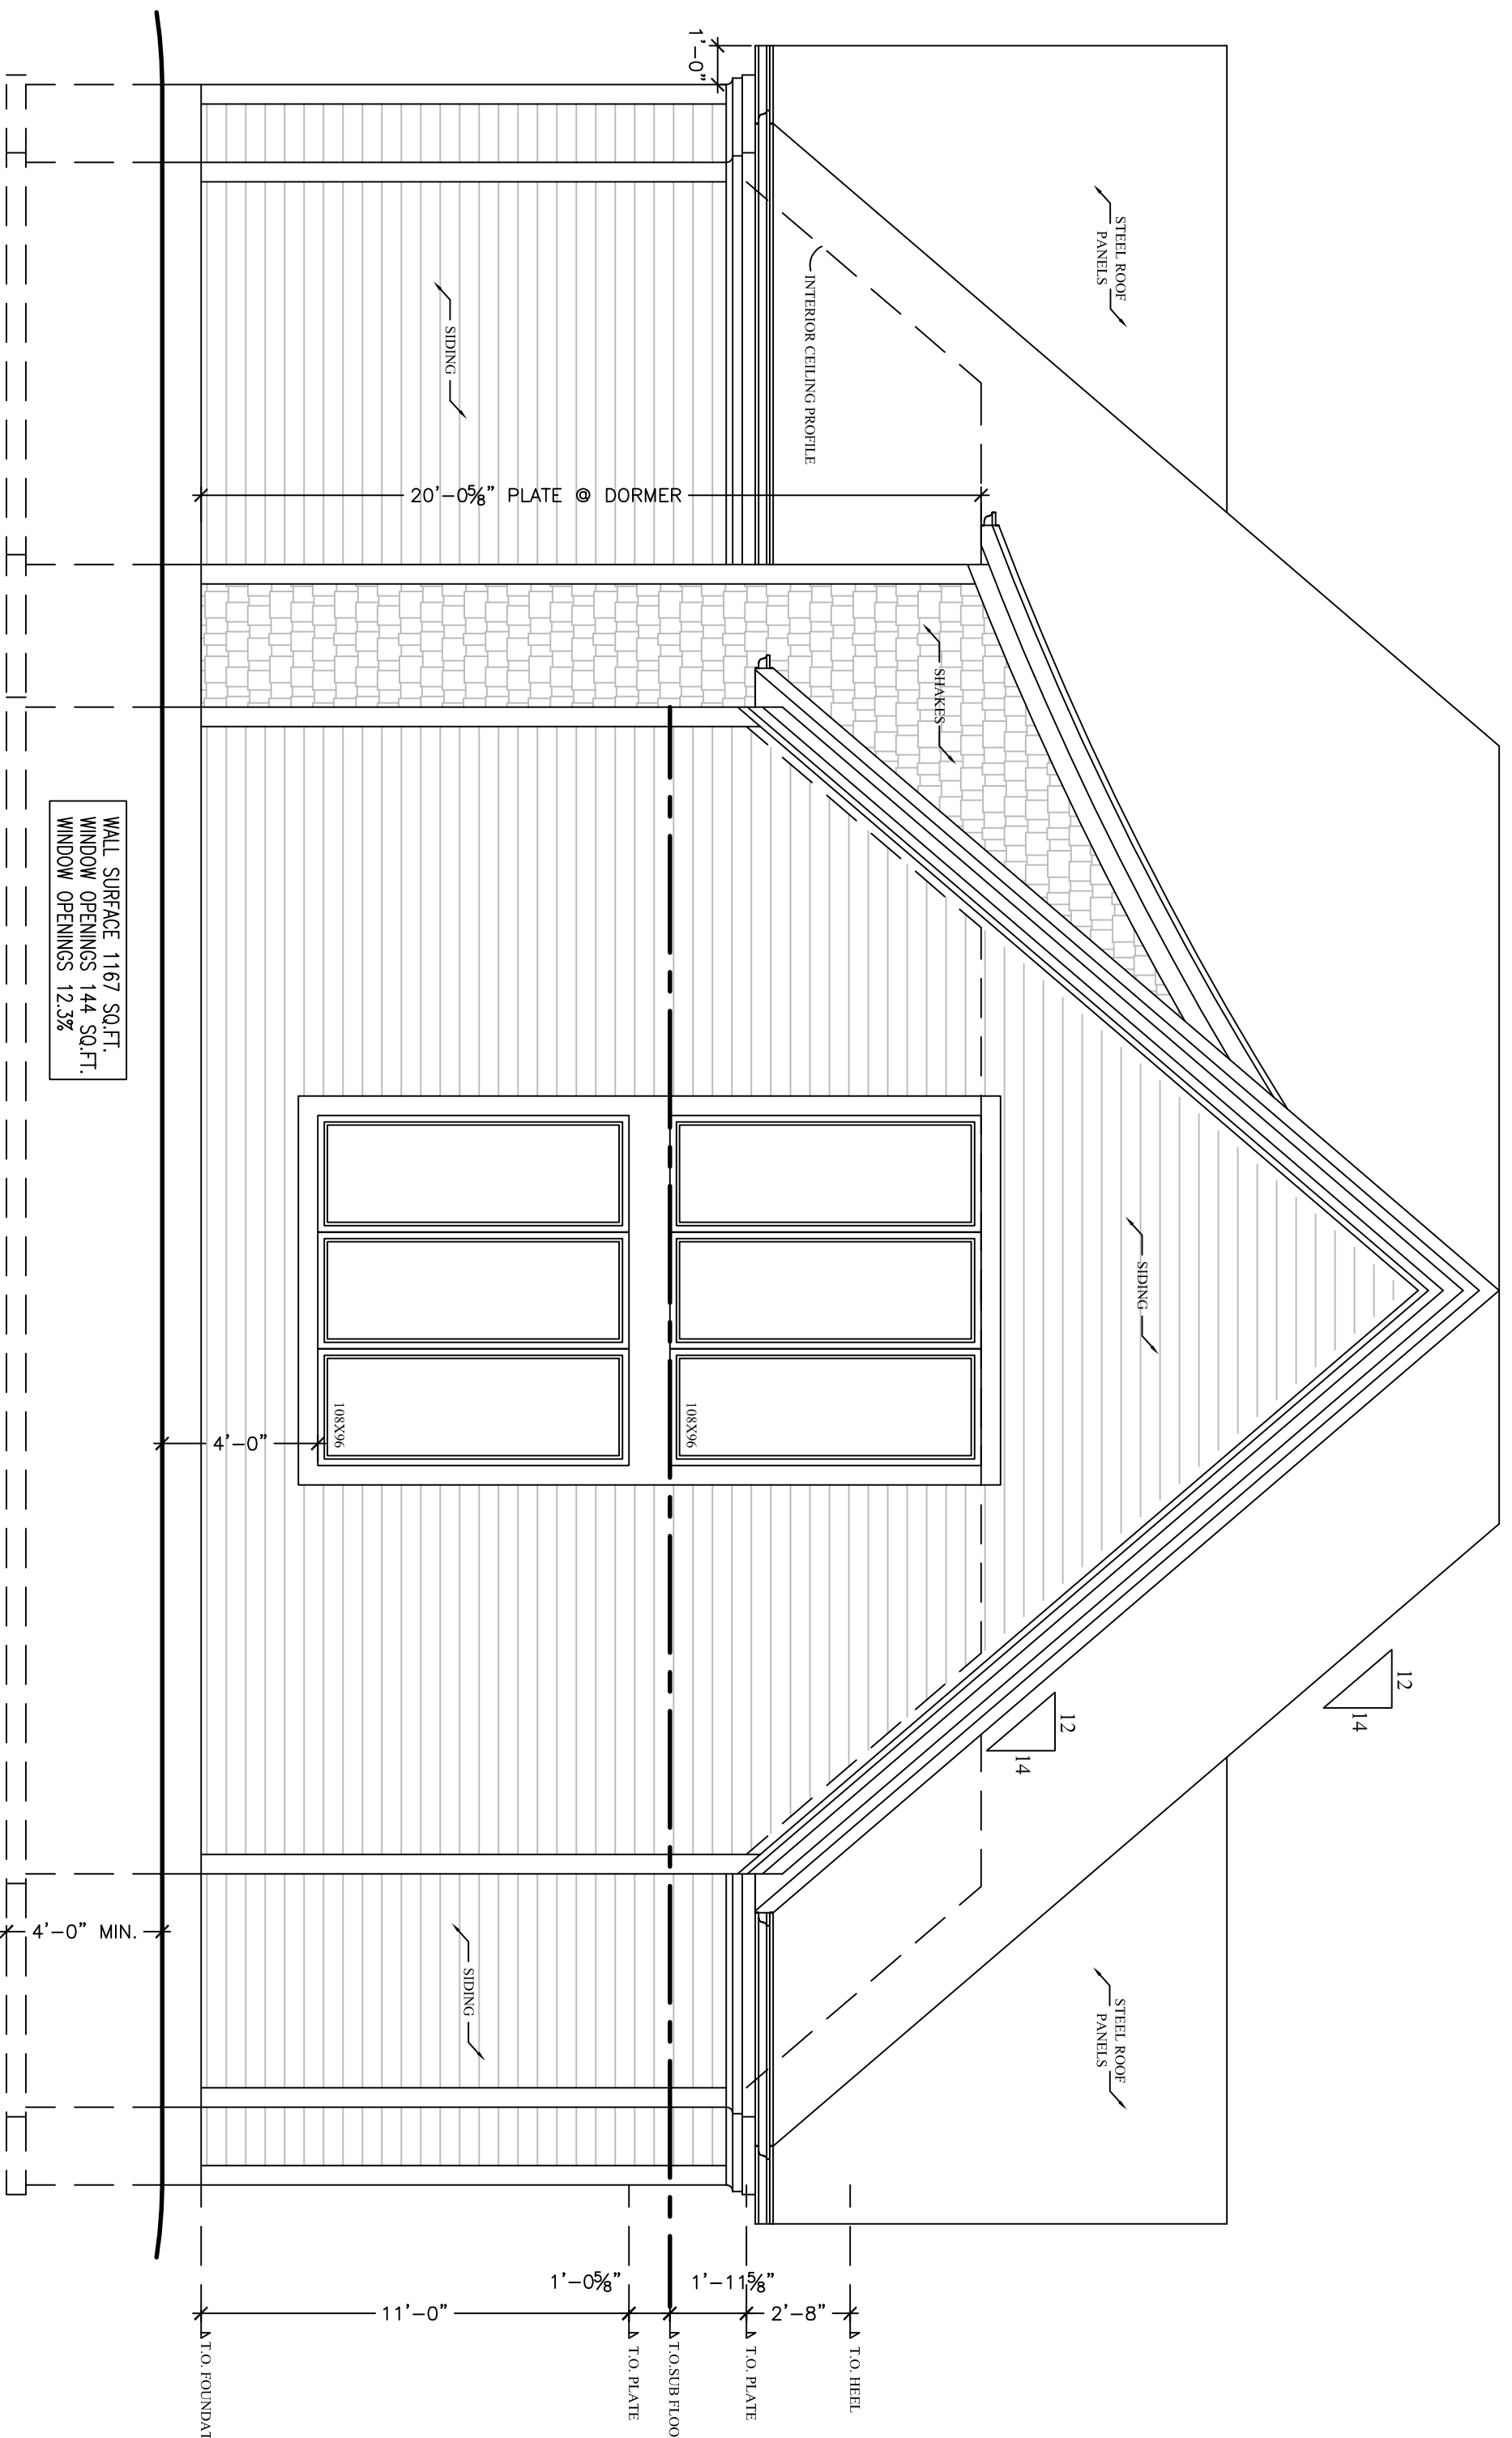 12
14
12
14
STEEL ROOF
PANELS
STEEL ROOF
PANELS
SIDING
SHAKES
INTERIOR CEILING PROFILE
1'-0"
20'-0⅝" PLATE @ DORMER
108X96
108X96
SIDING
SIDING
4'-0"
4'-0" MIN.
2'-8"
1'-11⅝"
1'-0⅝"
11'-0"
T.O. HEEL
T.O. PLATE
T.O.SUB FLOO
T.O. PLATE
T.O. FOUNDAT
WALL SURFACE 1167 SQ.FT.
WINDOW OPENINGS 144 SQ.FT.
WINDOW OPENINGS 12.3%